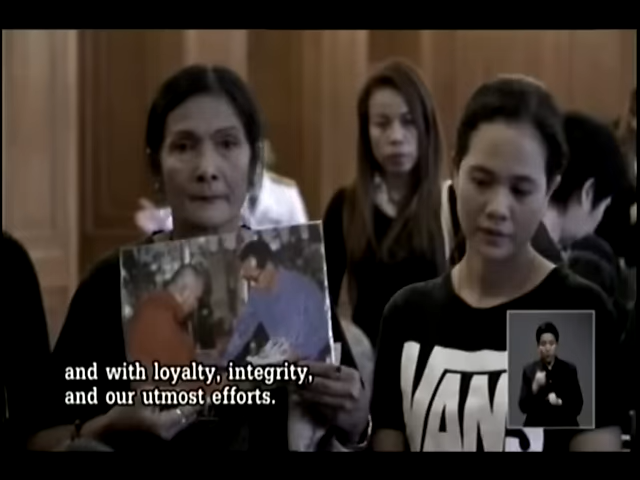 and with loyalty, integrity,
and our utmost efforts.
VANS